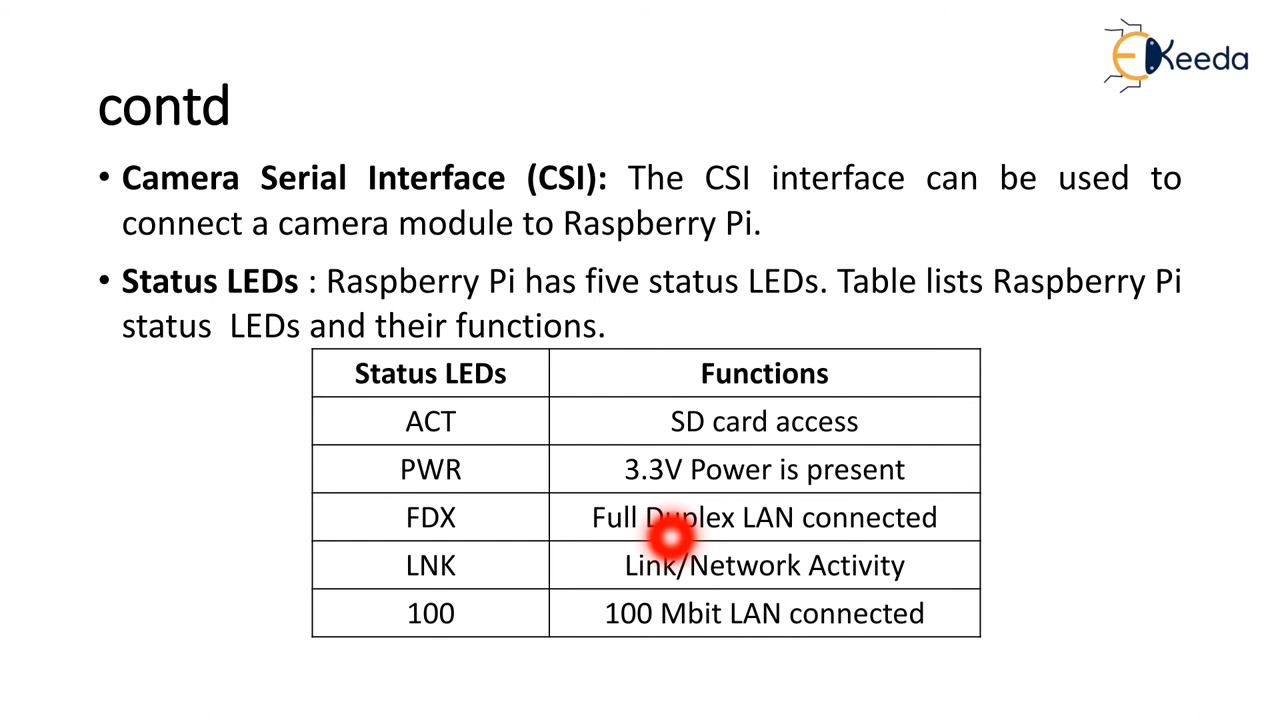 EKeeda
contd
• Camera Serial Interface (CSI): The CSI interface can be used to
connect a camera module to Raspberry Pi.
• Status LEDs : Raspberry Pi has five status LEDs. Table lists Raspberry Pi
status LEDs and their functions.
Status LEDs Functions
ACT SD card access
PWR 3.3V Power is present
FDX Full Duplex LAN connected
LNK Link/Network Activity
100 100 Mbit LAN connected